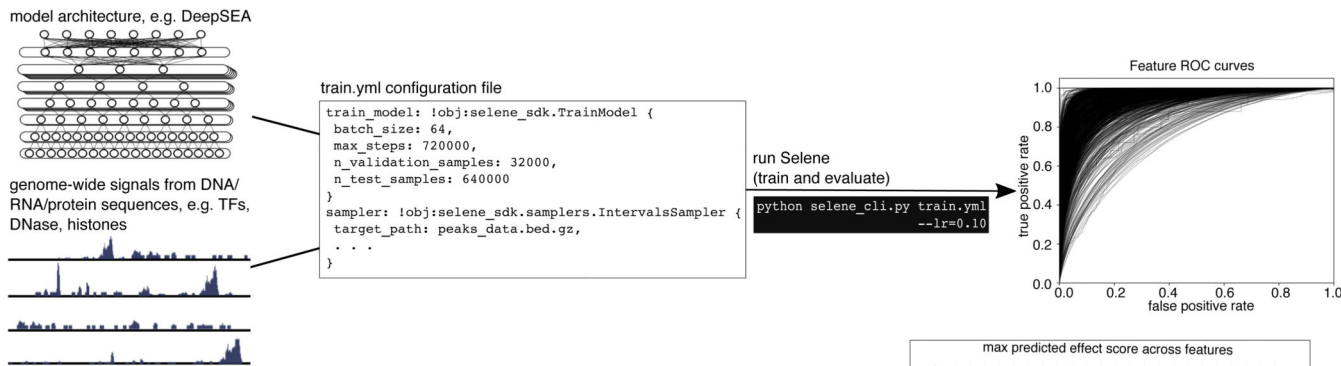 model architecture, e.g. DeepSEA
genome-wide signals from DNA/
RNA/protein sequences, e.g. TFs,
DNase, histones
train.yml configuration file
train_model: !obj:selene_sdk.TrainModel {
batch_size: 64,
max_steps: 720000,
n_validation_samples: 32000,
n_test_samples: 640000
}
sampler: !obj:selene_sdk.samplers.IntervalsSampler {
target_path: peaks_data.bed.gz,
. . .
}
run Selene
(train and evaluate)
python selene_cli.py train.yml
--lr=0.10
Feature ROC curves
true positive rate
1.0
0.8
0.6
0.4
0.2
0.0
0.0 0.2 0.4 0.6 0.8 1.0
false positive rate
max predicted effect score across features